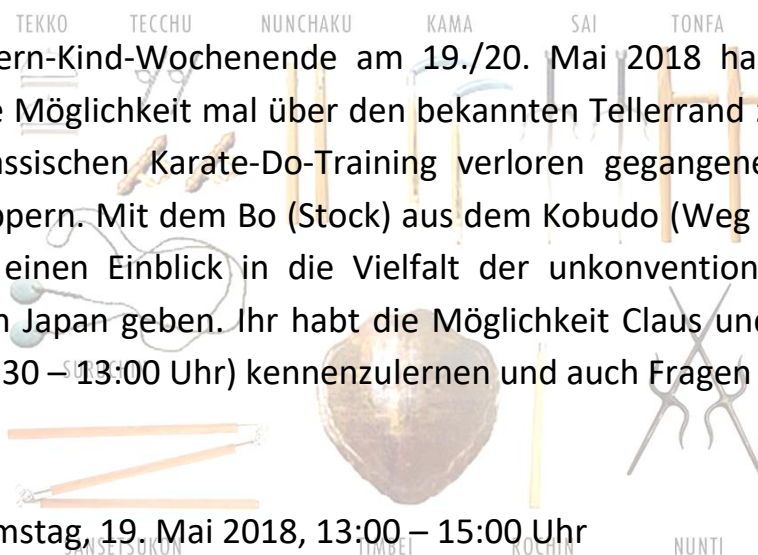 TEKKO TECCHU NUNCHAKU KAMA SAI TONFA
ern-Kind-Wochenende am 19./20. Mai 2018 ha
e Möglichkeit mal über den bekannten Tellerrand
ssischen Karate-Do-Training verloren gegangene
ppern. Mit dem Bo (Stock) aus dem Kobudo (Weg
einen Einblick in die Vielfalt der unkonvention
n Japan geben. Ihr habt die Möglichkeit Claus und
30 – 13:00 Uhr) kennenzulernen und auch Fragen
mstag, 19. Mai 2018, 13:00 – 15:00 Uhr
SANSETSUKON TIMBEI ROCHIN NUNTI